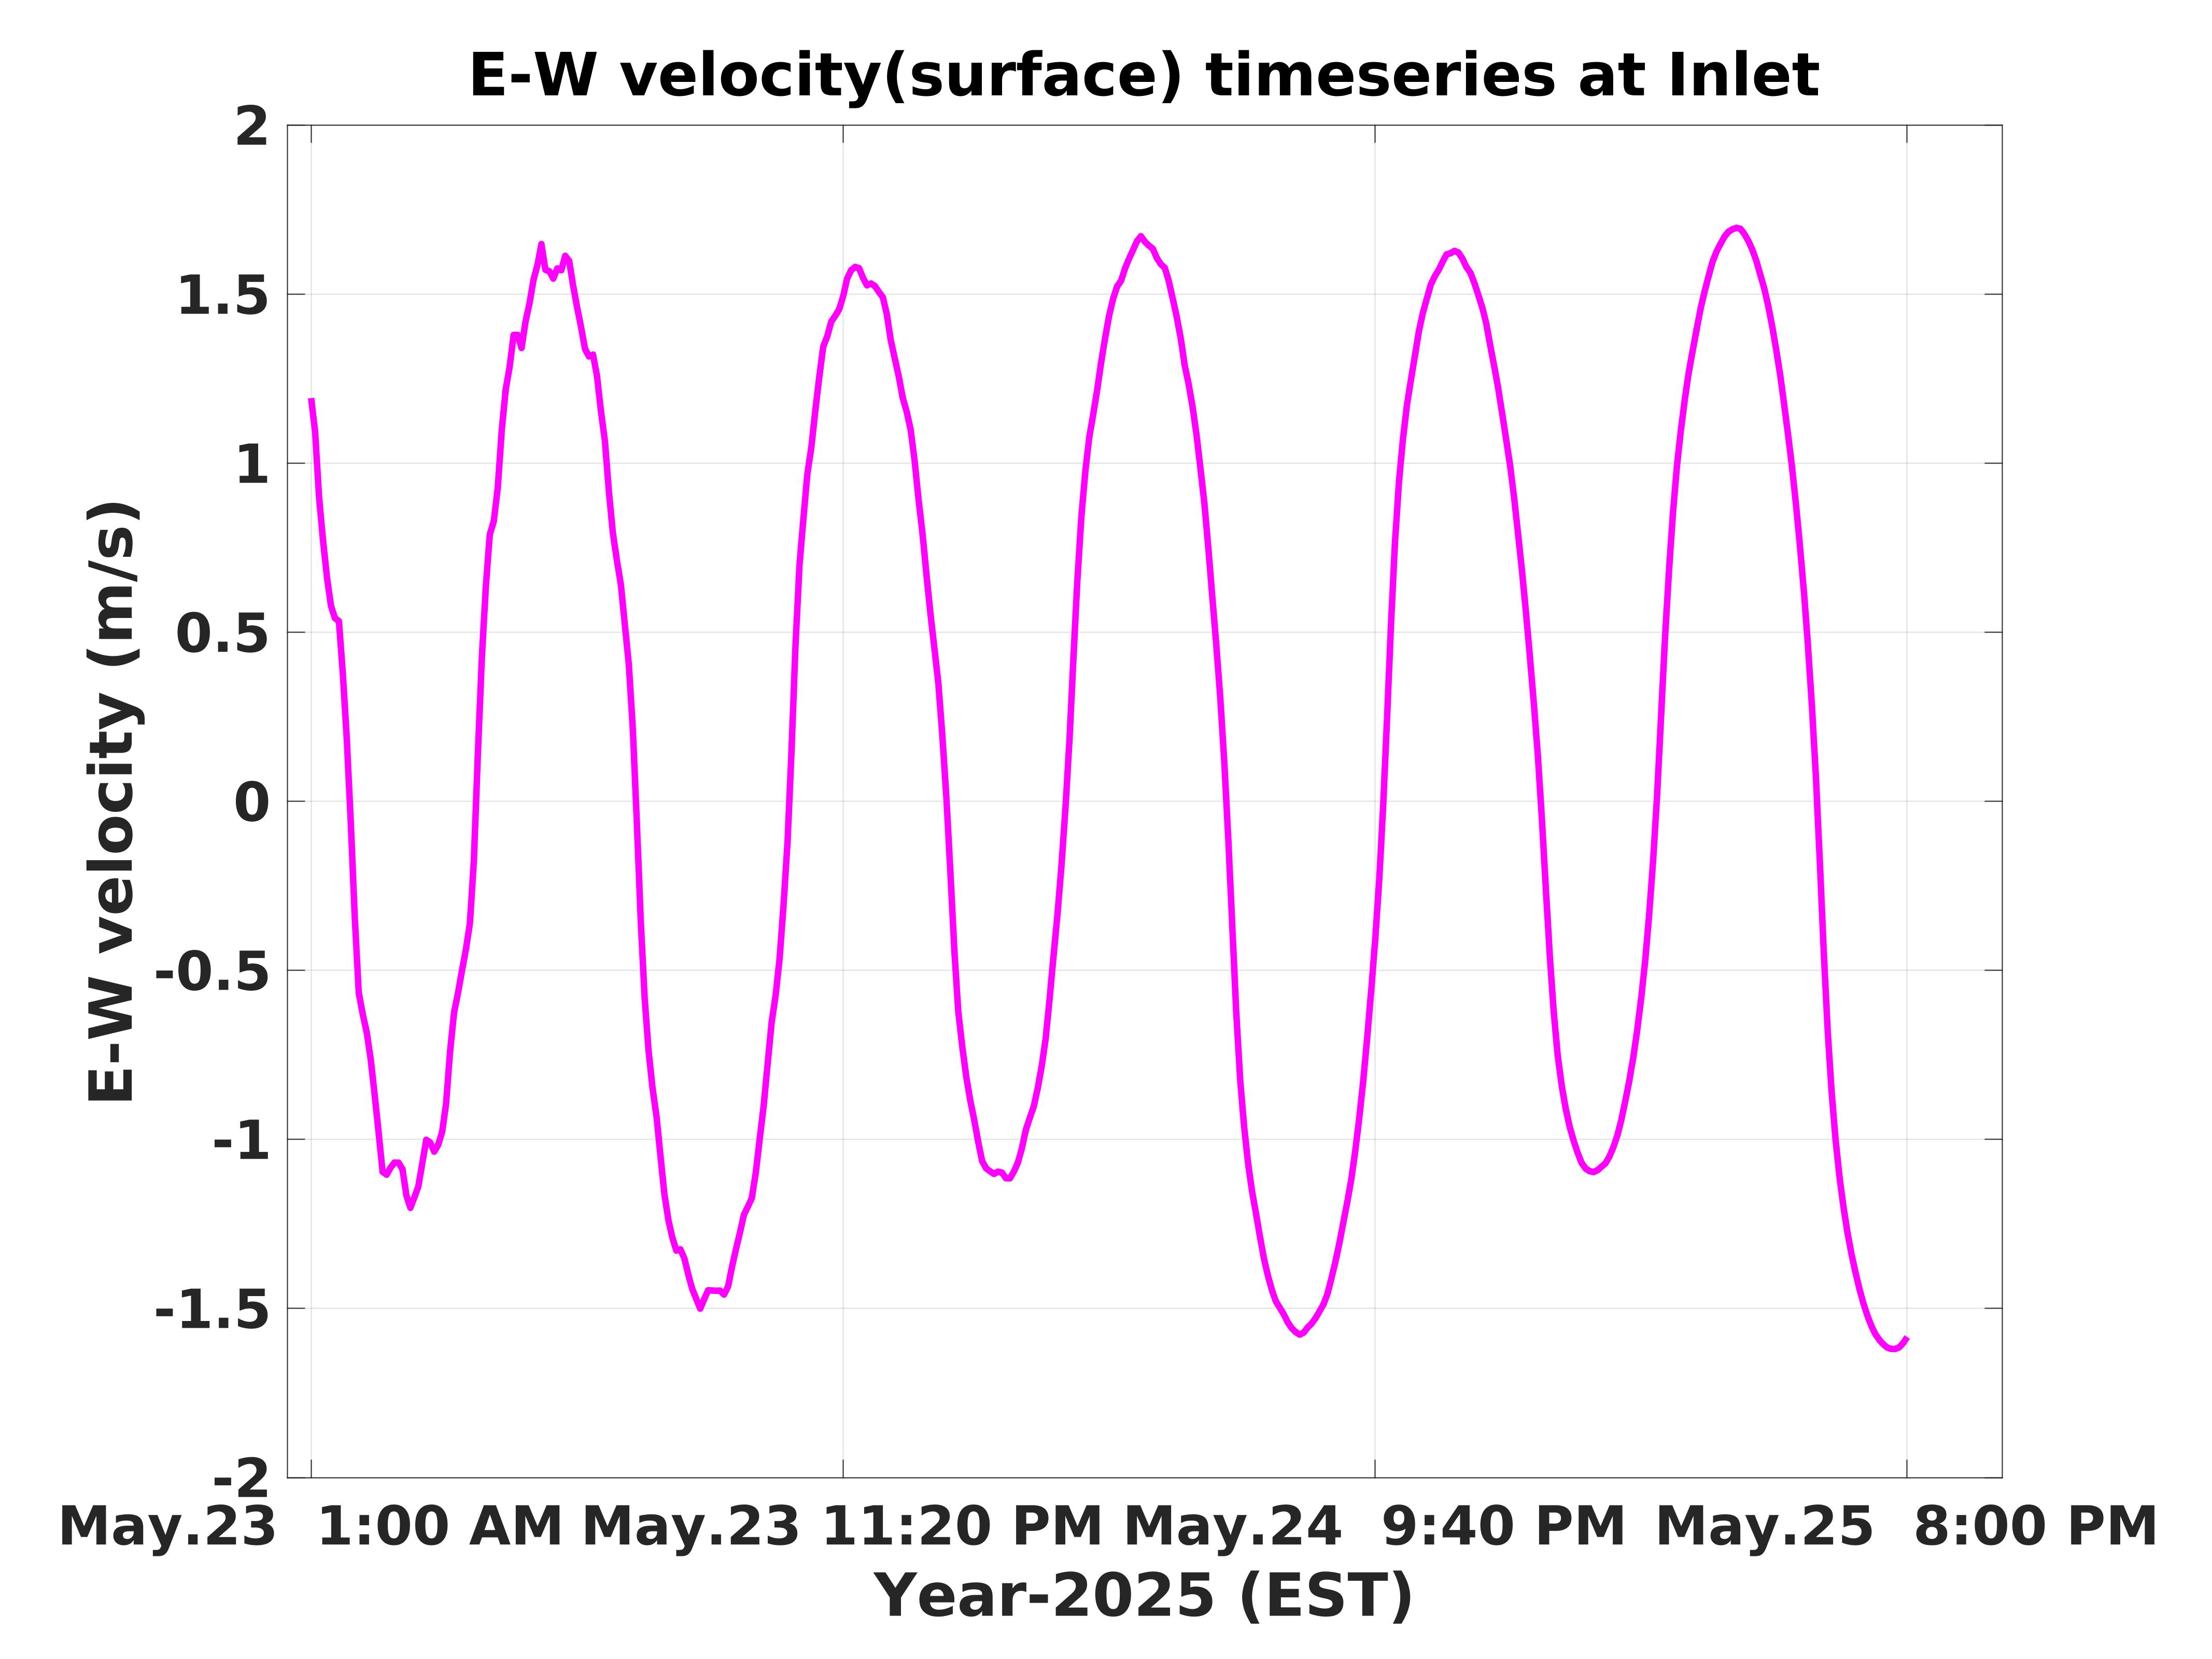 E-W velocity(surface) timeseries at Inlet
E-W velocity (m/s)
2
1.5
1
0.5
0
-0.5
-1
-1.5
-2
May.23 1:00 AM May.23 11:20 PM May.24 9:40 PM May.25 8:00 PM
Year-2025 (EST)